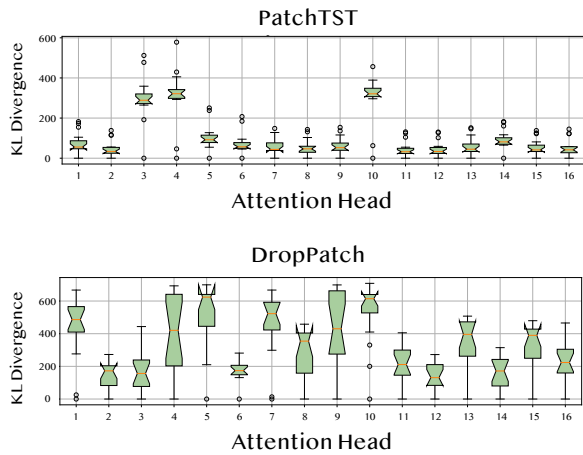 PatchTST
KL Divergence
600
400
200
0
1 2 3 4 5 6 7 8 9 10 11 12 13 14 15 16
Attention Head
DropPatch
KL Divergence
600
400
200
0
1 2 3 4 5 6 7 8 9 10 11 12 13 14 15 16
Attention Head